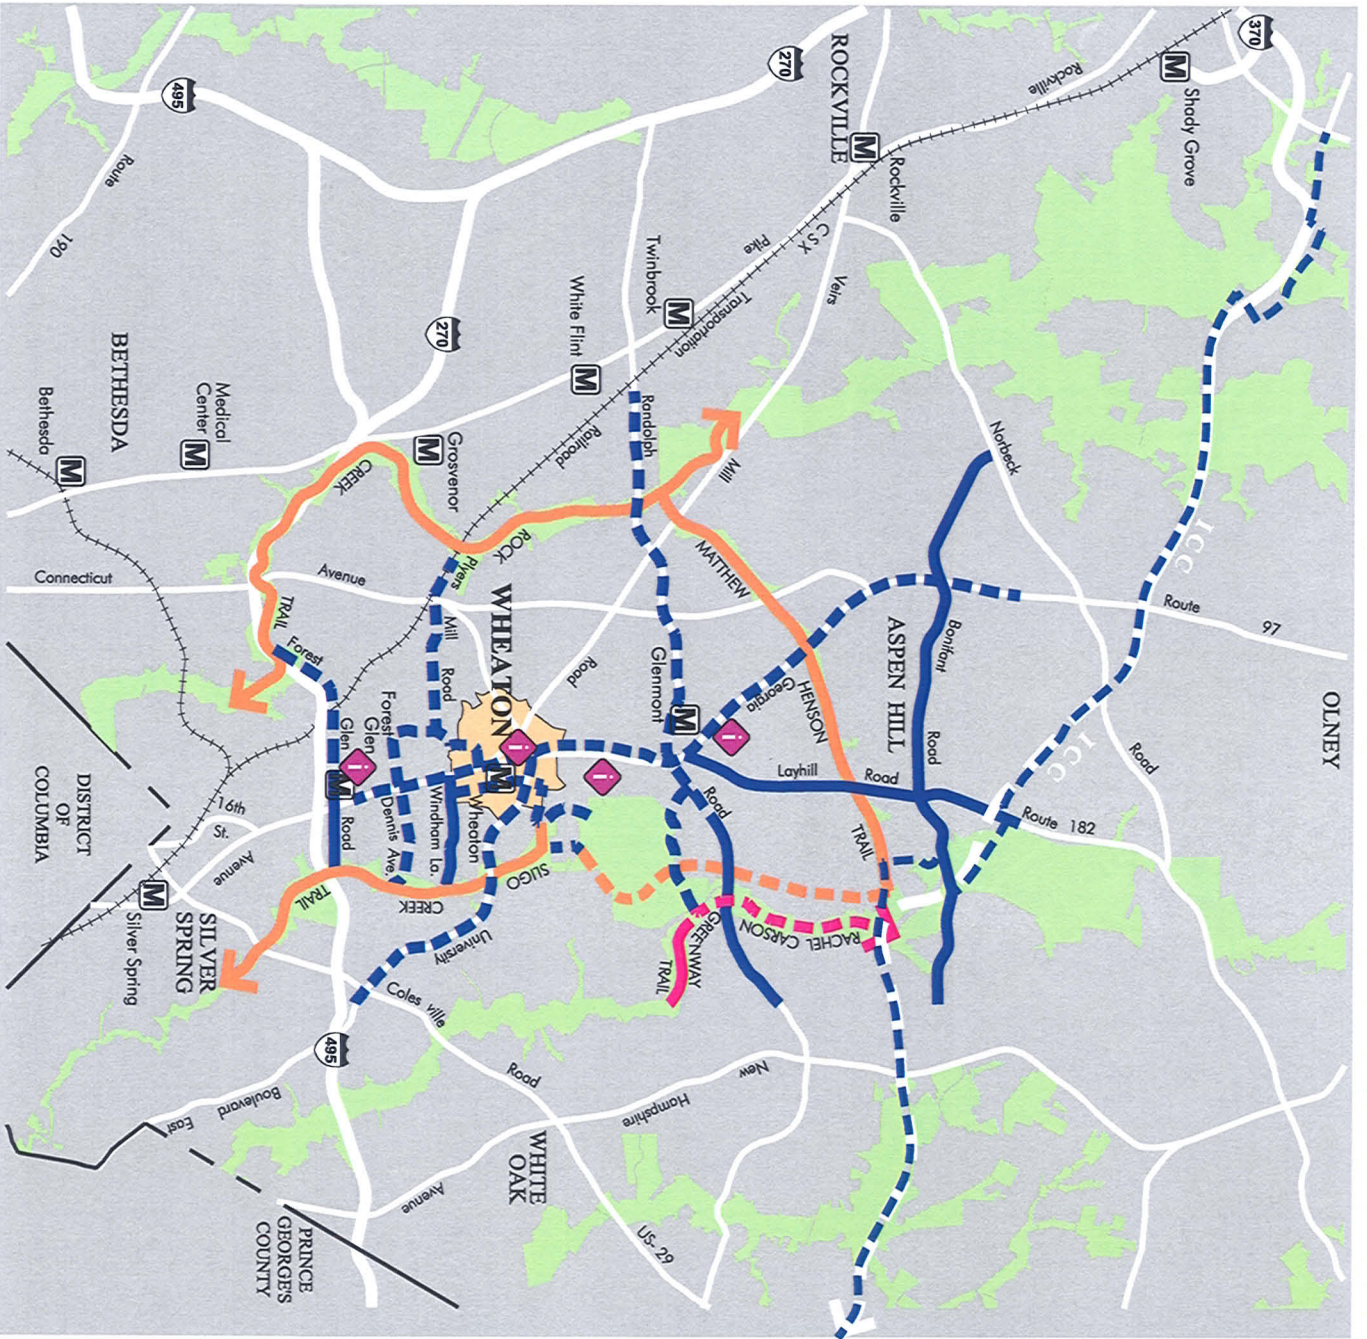 OLNEY
370
M
Shady Grove
Rockville
ICC
Route
97
Norbeck
ICC
Road
Route 182
ROCKVILLE
M
Rockville
270
CSX
Transportation
Railroad
Pike
Veirs
Mill
Road
ASPEN HILL
Bonifant
Road
Georgia
Layhill
Road
MATTHEW
HENSON
TRAIL
Twinbrook
M
White Flint
M
Randolph
Glenmont
M
Road
i
i
RACHEL CARSON
GREENWAY
TRAIL
New
Hampshire
Avenue
495
Route
190
270
Grosvenor
M
ROCK
CREEK
TRAIL
Plyers
Mill
Road
WHEATON
i
M
Wheaton
Windham La.
Dennis Ave.
Forest
Glen
SLIGO
CREEK
TRAIL
University
Boulevard
East
Coles ville
Road
WHITE
OAK
US-29
BETHESDA
Medical
Center
M
Bethesda
M
Connecticut
Avenue
Forest
Glen
Road
i
M
16th
St.
Avenue
M
Silver Spring
SILVER
SPRING
495
DISTRICT
OF
COLUMBIA
PRINCE
GEORGE'S
COUNTY